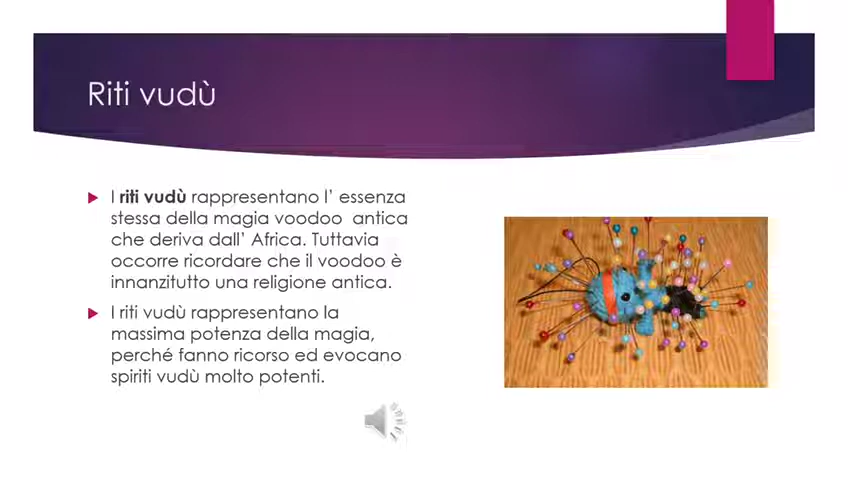 Riti vudù
I riti vudù rappresentano l' essenza
stessa della magia voodoo antica
che deriva dall' Africa. Tuttavia
occorre ricordare che il voodoo è
innanzitutto una religione antica.
I riti vudù rappresentano la
massima potenza della magia,
perché fanno ricorso ed evocano
spiriti vudù molto potenti.